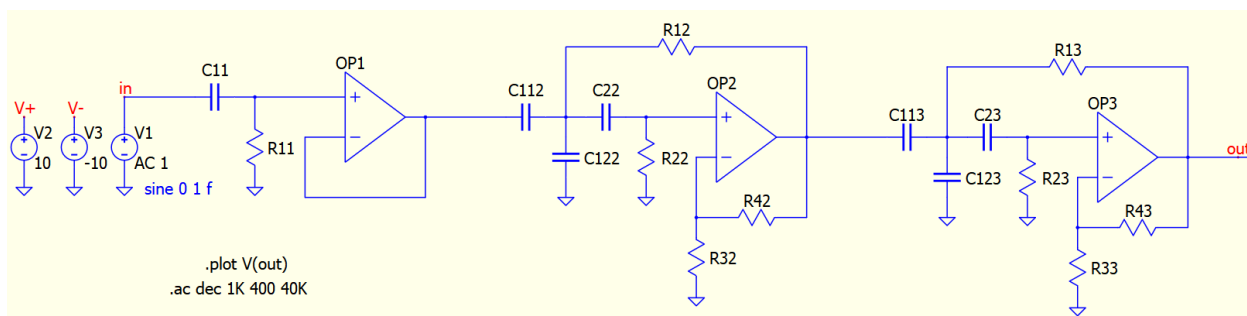 V+
V2
10
V-
V3
-10
in
V1
AC 1
sine 0 1 f
C11
R11
OP1
+
−
C112
C122
R12
C22
R22
OP2
+
−
R42
R32
C113
C123
R13
C23
R23
OP3
+
−
R43
R33
out
.plot V(out)
.ac dec 1K 400 40K